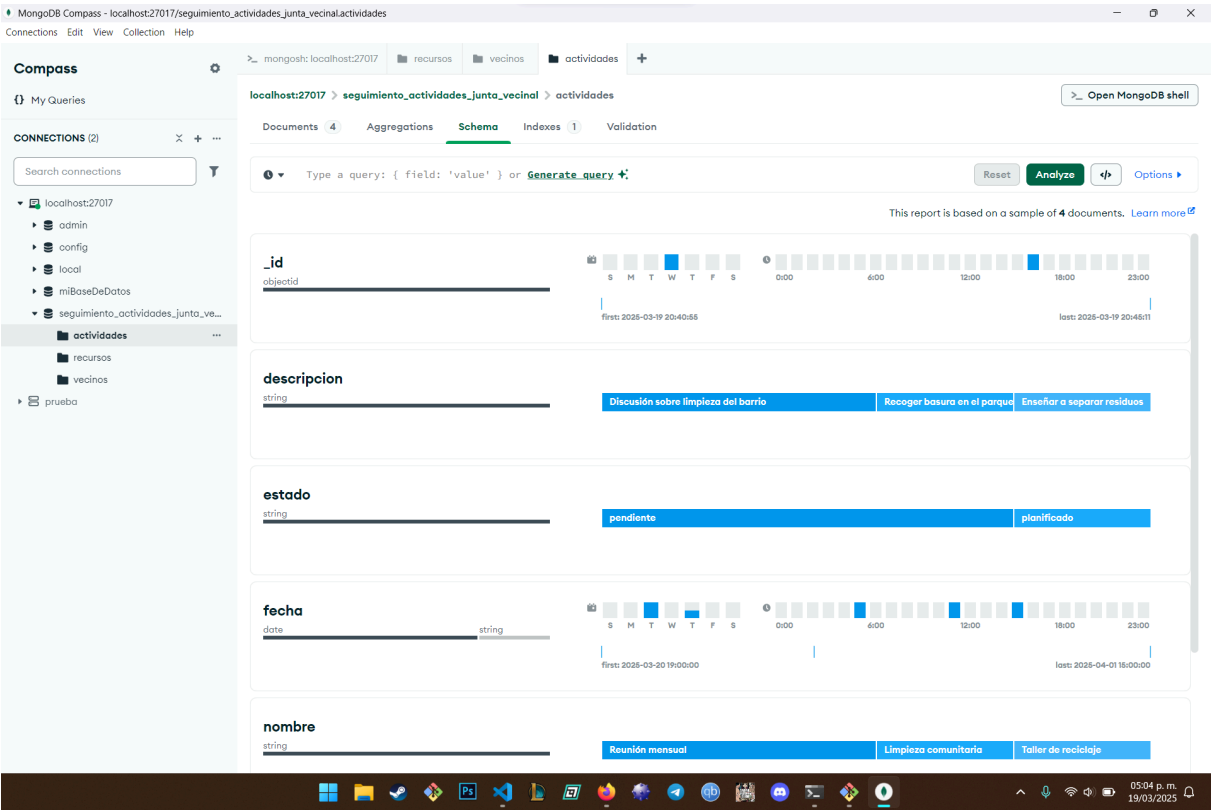 MongoDB Compass - localhost:27017/seguimiento_actividades_junta_vecinal.actividades
Connections Edit View Collection Help
Compass
{} My Queries
CONNECTIONS (2)
Search connections
localhost:27017
admin
config
local
miBaseDeDatos
seguimiento_actividades_junta_ve...
actividades
recursos
vecinos
prueba
>_ mongosh: localhost:27017 recursos vecinos actividades +
localhost:27017 > seguimiento_actividades_junta_vecinal > actividades
>_ Open MongoDB shell
Documents 4 Aggregations Schema Indexes 1 Validation
Type a query: { field: 'value' } or Generate query
Reset Analyze </> Options
This report is based on a sample of 4 documents. Learn more
_id
objectid
S M T W T F S
0:00 6:00 12:00 18:00 23:00
first: 2025-03-19 20:40:55
last: 2025-03-19 20:45:11
descripcion
string
Discusión sobre limpieza del barrio Recoger basura en el parque Enseñar a separar residuos
estado
string
pendiente planificado
fecha
date string
S M T W T F S
0:00 6:00 12:00 18:00 23:00
first: 2025-03-20 19:00:00
last: 2025-04-01 15:00:00
nombre
string
Reunión mensual Limpieza comunitaria Taller de reciclaje
Ps
qb
05:04 p. m.
19/03/2025